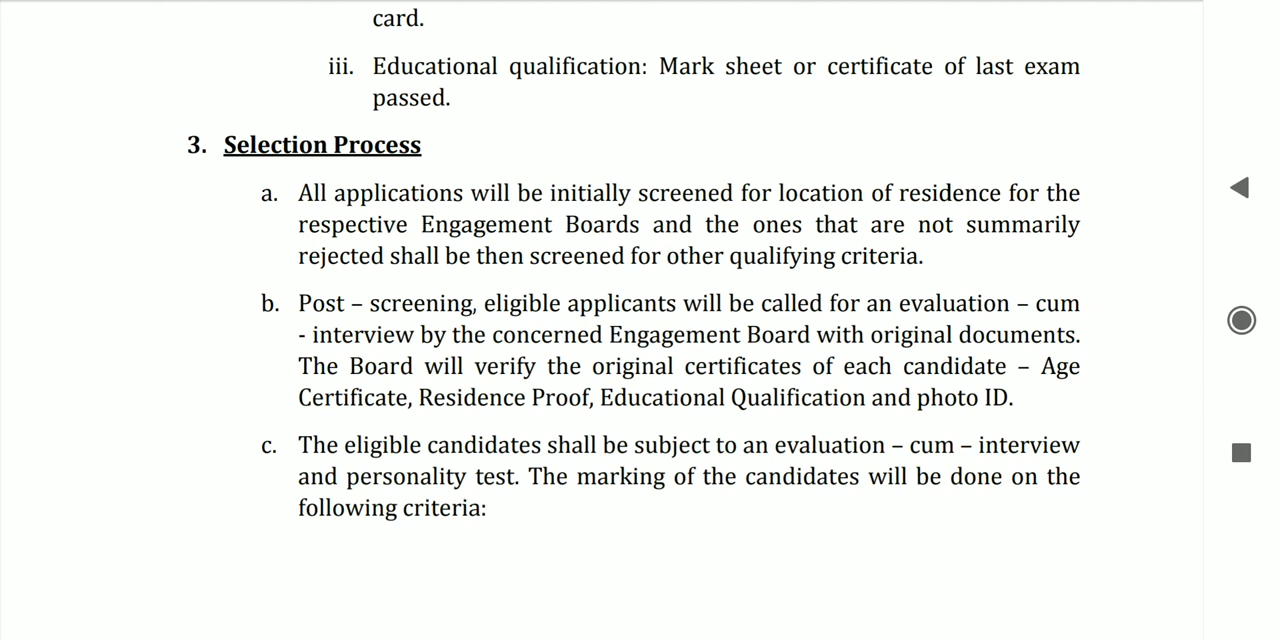 card.
iii. Educational qualification: Mark sheet or certificate of last exam
passed.
3. Selection Process
a. All applications will be initially screened for location of residence for the
respective Engagement Boards and the ones that are not summarily
rejected shall be then screened for other qualifying criteria.
b. Post – screening, eligible applicants will be called for an evaluation – cum
- interview by the concerned Engagement Board with original documents.
The Board will verify the original certificates of each candidate – Age
Certificate, Residence Proof, Educational Qualification and photo ID.
c. The eligible candidates shall be subject to an evaluation – cum – interview
and personality test. The marking of the candidates will be done on the
following criteria: